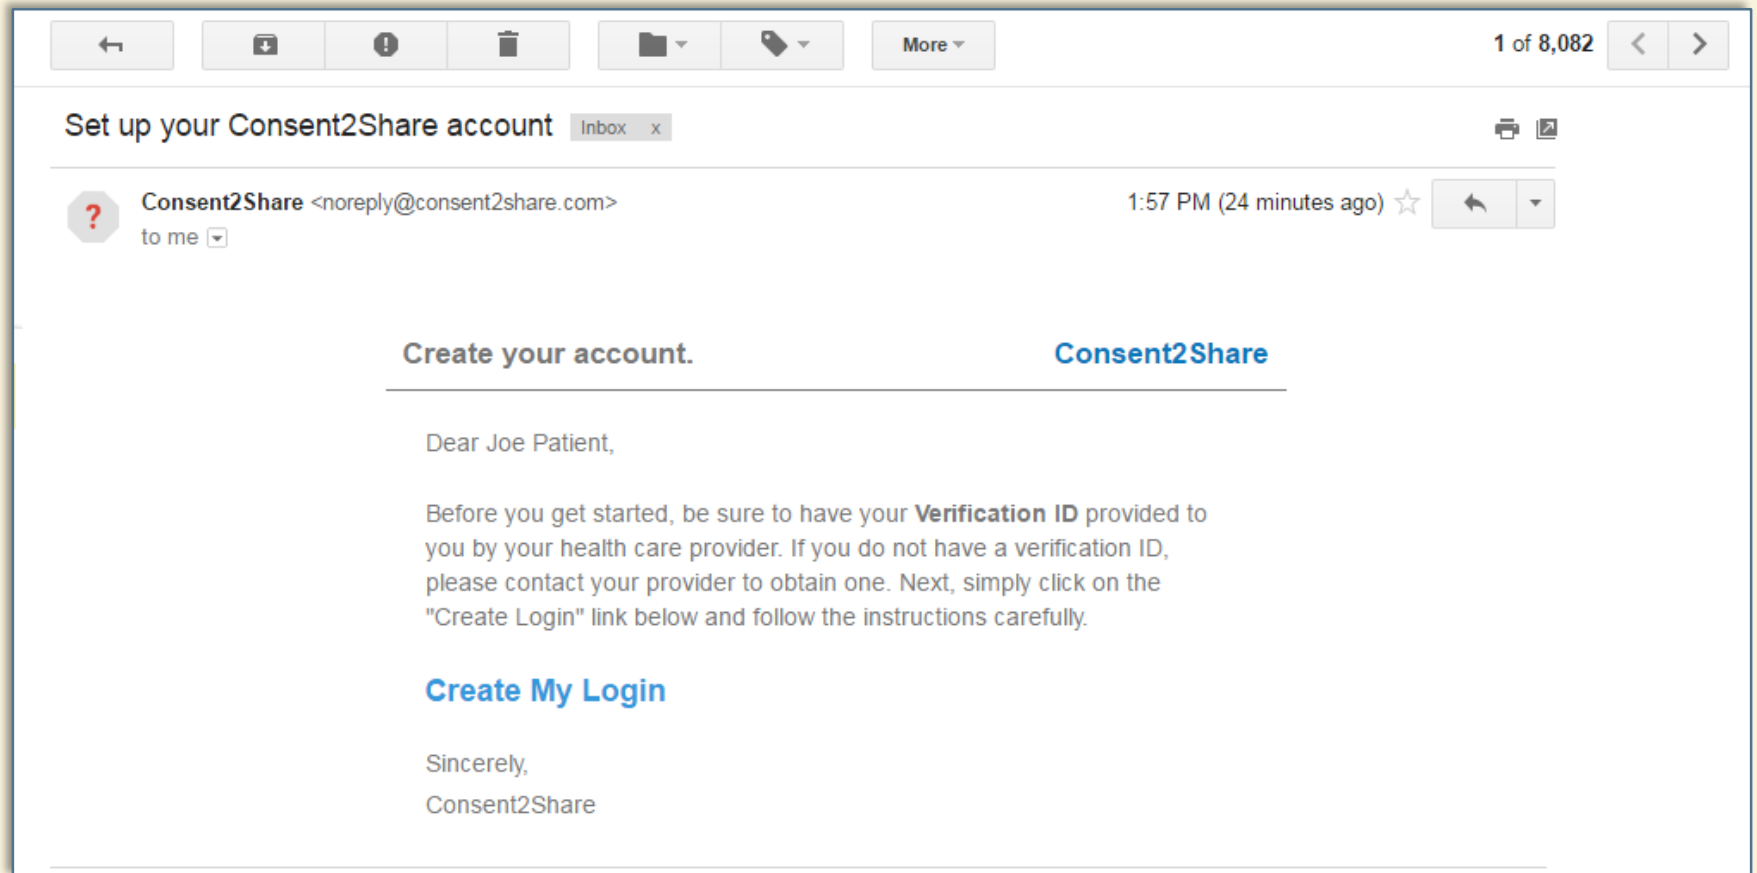 More
1 of 8,082
Set up your Consent2Share account Inbox x
Consent2Share <noreply@consent2share.com> 1:57 PM (24 minutes ago)
?
to me
Create your account. Consent2Share
Dear Joe Patient,
Before you get started, be sure to have your Verification ID provided to
you by your health care provider. If you do not have a verification ID,
please contact your provider to obtain one. Next, simply click on the
"Create Login" link below and follow the instructions carefully.
Create My Login
Sincerely,
Consent2Share